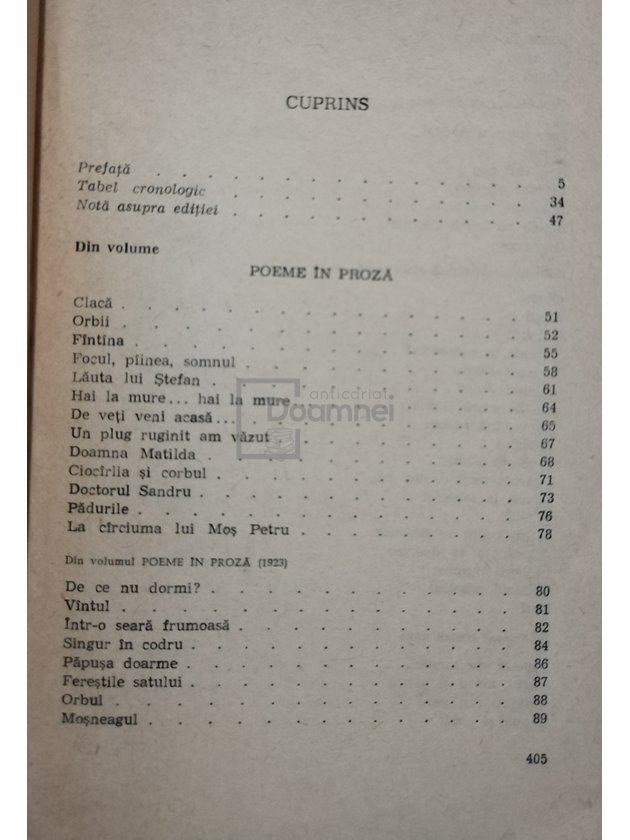 CUPRINS
Prefață . . . . . . . . . . . . . . 5
Tabel cronologic . . . . . . . . . . . . 34
Notă asupra ediției . . . . . . . . . . . . 47
Din volume
POEME ÎN PROZĂ
Clacă . . . . . . . . . . . . . . . 51
Orbii . . . . . . . . . . . . . . . 52
Fîntîna . . . . . . . . . . . . . . 55
Focul, pîinea, somnul . . . . . . . . . . . 58
Lăuta lui Ștefan . . . . . . . . . . . . 61
Hai la mure... hai la mure . . . . . . . . . 64
De veți veni acasă... . . . . . . . . . . . 65
Un plug ruginit am văzut . . . . . . . . . . 67
Doamna Matilda . . . . . . . . . . . . 68
Ciocîrlia și corbul . . . . . . . . . . . . 71
Doctorul Sandru . . . . . . . . . . . . 73
Pădurile . . . . . . . . . . . . . . 76
La cîrciuma lui Moș Petru . . . . . . . . . 78
anticariat
Doamnei
Din volumul POEME ÎN PROZĂ (1923)
De ce nu dormi? . . . . . . . . . . . . 80
Vîntul . . . . . . . . . . . . . . . 81
Într-o seară frumoasă . . . . . . . . . . . 82
Singur în codru . . . . . . . . . . . . 84
Păpușa doarme . . . . . . . . . . . . 86
Fereștile satului . . . . . . . . . . . . 87
Orbul . . . . . . . . . . . . . . . 88
Moșneagul . . . . . . . . . . . . . . 89
405